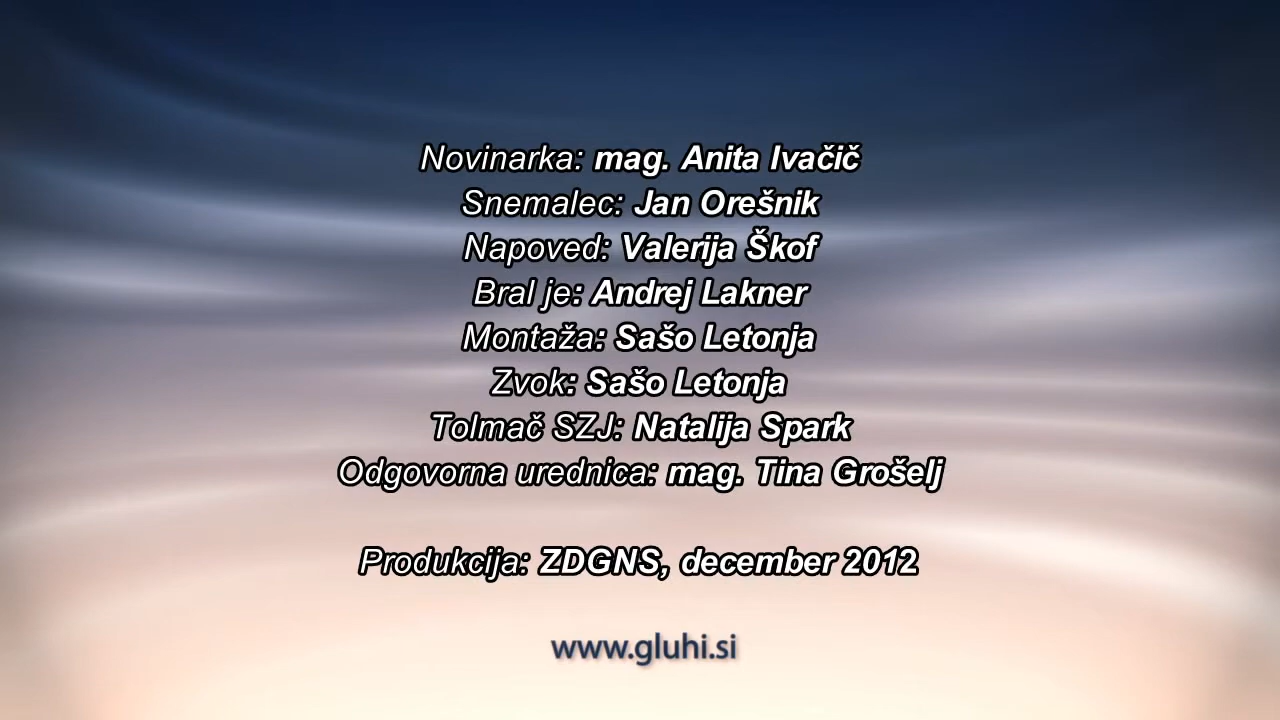 Novinarka: mag. Anita Ivačič
Snemalec: Jan Orešnik
Napoved: Valerija Škof
Bral je: Andrej Lakner
Montaža: Sašo Letonja
Zvok: Sašo Letonja
Tolmač SZJ: Natalija Spark
Odgovorna urednica: mag. Tina Grošelj
Produkcija: ZDGNS, december 2012
www.gluhi.si